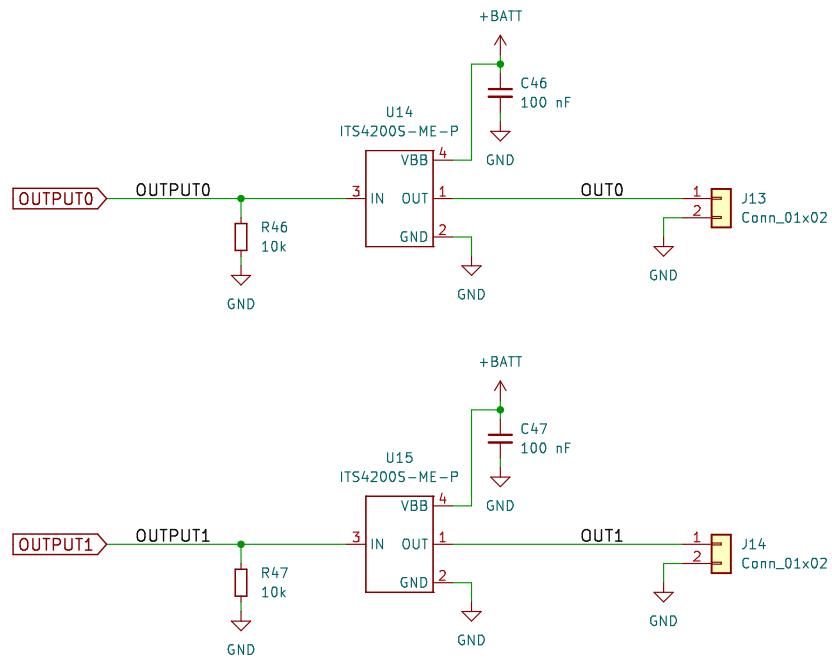 +BATT
C46
100 nF
U14
ITS4200S-ME-P
GND
VBB 4
OUTPUT0 OUTPUT0 3 IN OUT 1 OUT0 1 J13
2 Conn_01x02
R46
10k
GND 2
GND
GND
GND
+BATT
C47
100 nF
U15
ITS4200S-ME-P
GND
VBB 4
OUTPUT1 OUTPUT1 3 IN OUT 1 OUT1 1 J14
2 Conn_01x02
R47
10k
GND 2
GND
GND
GND